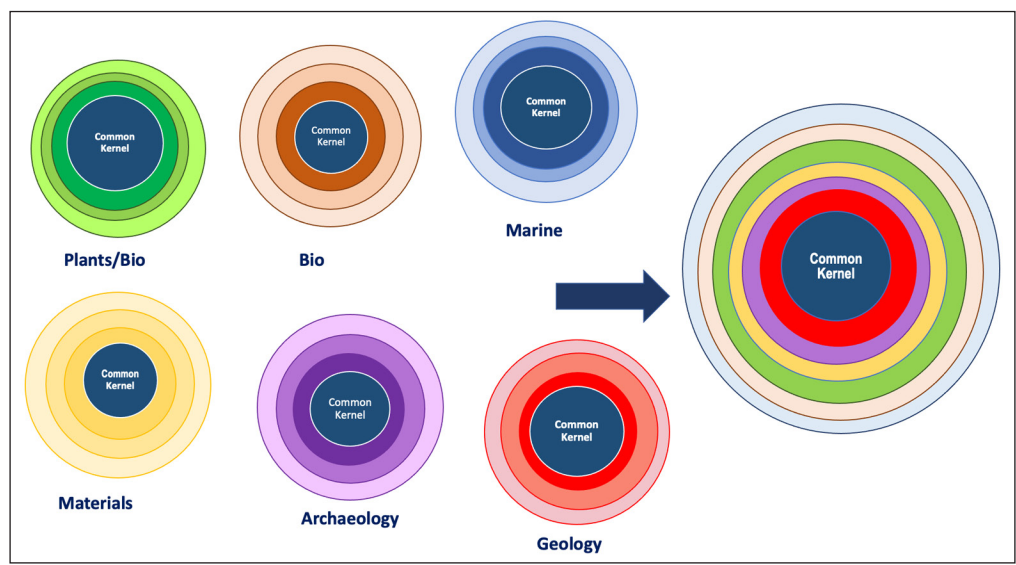 Common
Kernel
Plants/Bio
Common
Kernel
Bio
Common
Kernel
Marine
Common
Kernel
Materials
Common
Kernel
Archaeology
Common
Kernel
Geology
Common
Kernel